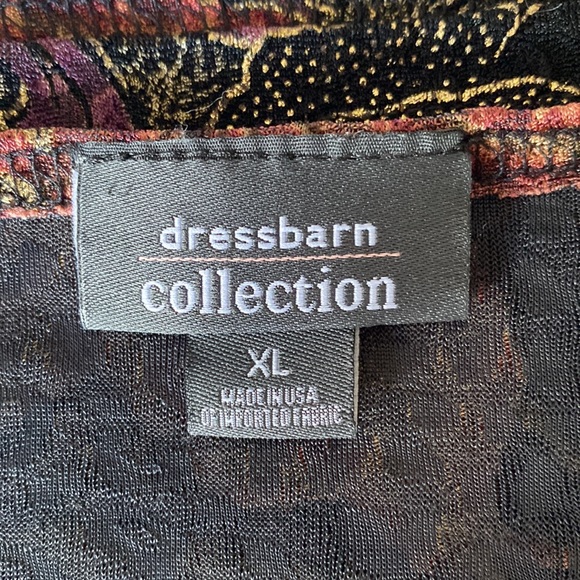 dressbarn
collection
XL
MADE IN USA
OF IMPORTED FABRIC